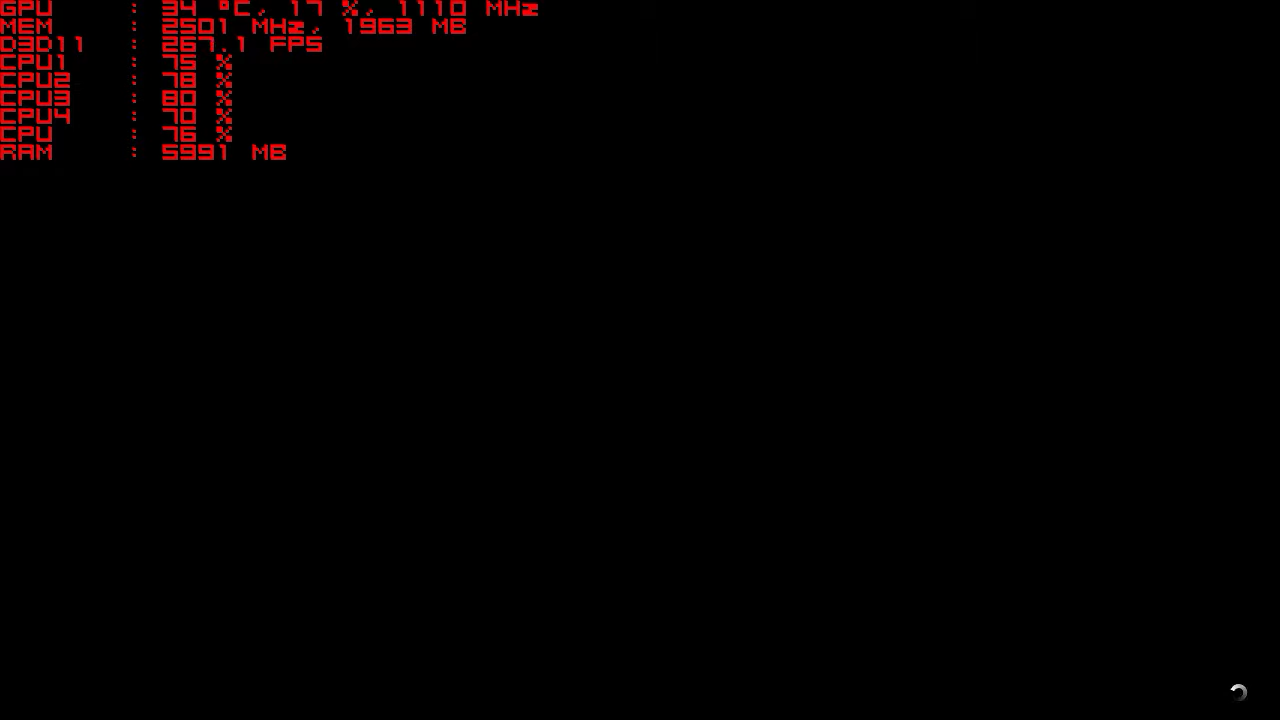 GPU : 34 °C, 17 %, 1110 MHz
MEM : 2501 MHz, 1963 MB
D3D11 : 267.1 FPS
CPU1 : 75 %
CPU2 : 78 %
CPU3 : 80 %
CPU4 : 70 %
CPU : 76 %
RAM : 5991 MB